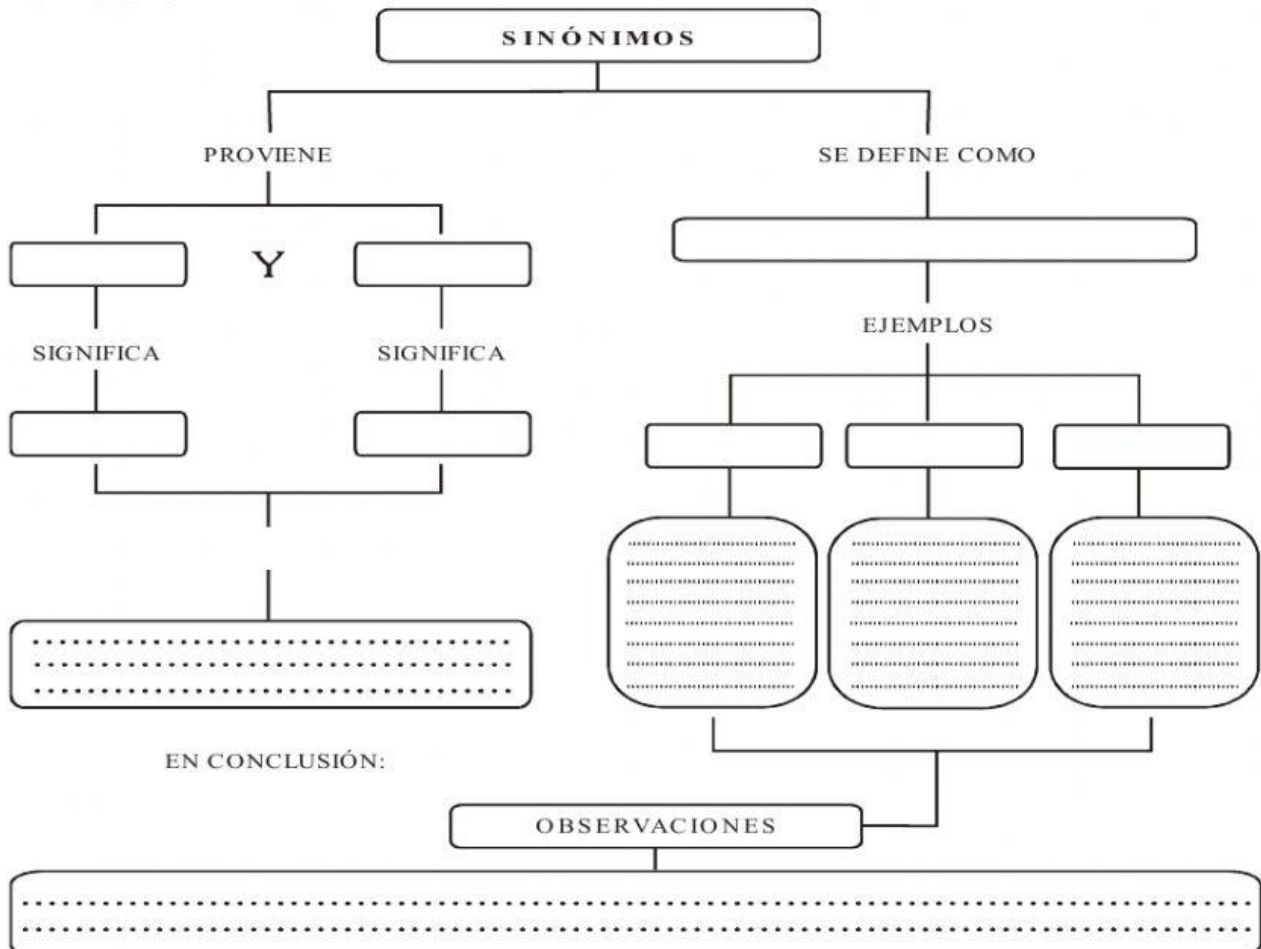 SINÓNIMOS
PROVIENE
SE DEFINE COMO
Y
EJEMPLOS
SIGNIFICA
SIGNIFICA
EN CONCLUSIÓN:
OBSERVACIONES